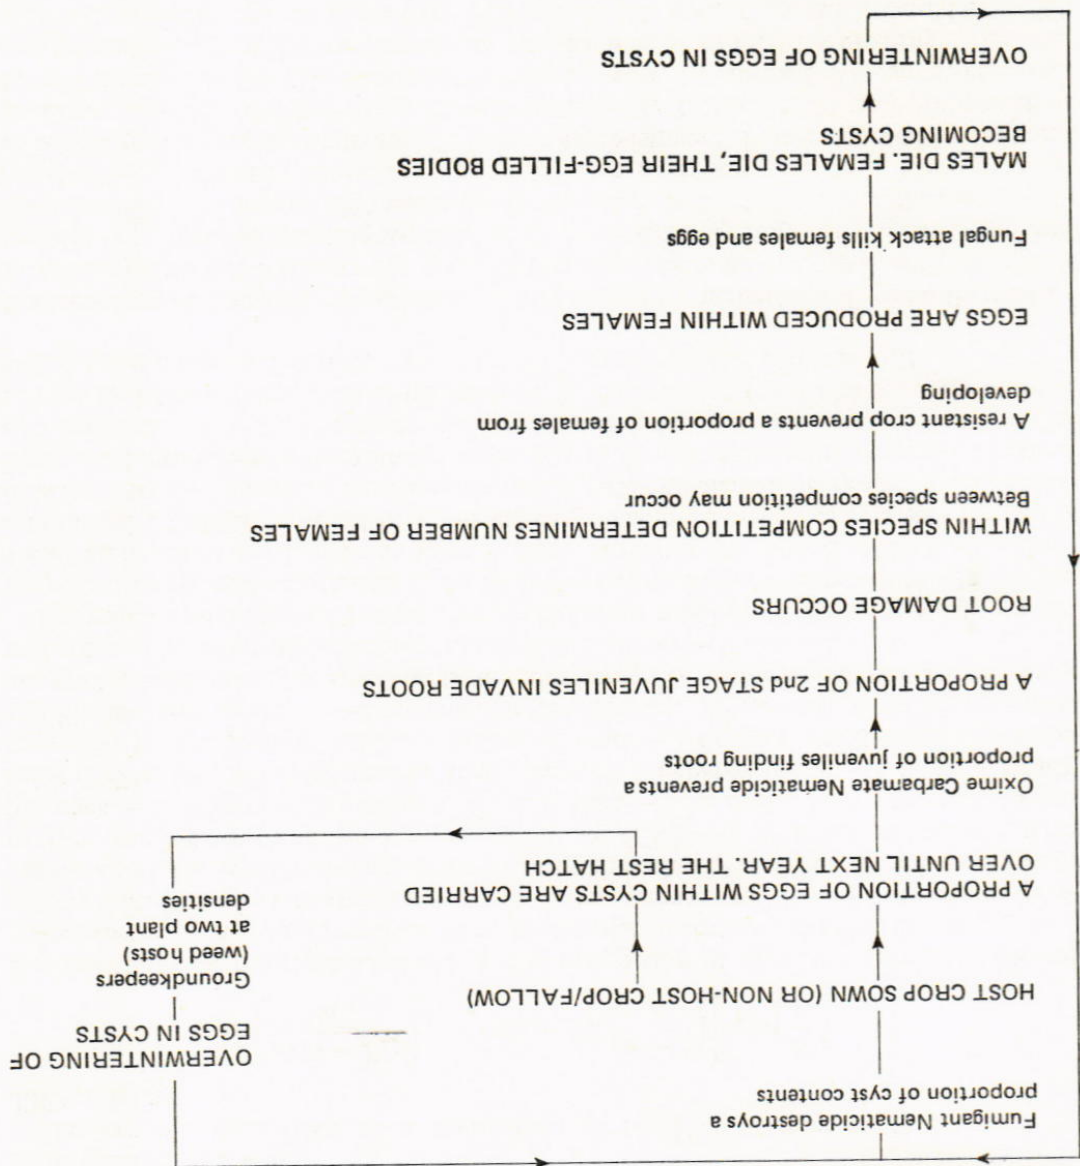 Fumigant Nematicide destroys a
proportion of cyst contents
HOST CROP SOWN (OR NON-HOST CROP/FALLOW)
A PROPORTION OF EGGS WITHIN CYSTS ARE CARRIED
OVER UNTIL NEXT YEAR. THE REST HATCH
OVERWINTERING OF
EGGS IN CYSTS
Groundkeepers
(weed hosts)
at two plant
densities
Oxime Carbamate Nematicide prevents a
proportion of juveniles finding roots
A PROPORTION OF 2nd STAGE JUVENILES INVADE ROOTS
ROOT DAMAGE OCCURS
WITHIN SPECIES COMPETITION DETERMINES NUMBER OF FEMALES
Between species competition may occur
A resistant crop prevents a proportion of females from
developing
EGGS ARE PRODUCED WITHIN FEMALES
Fungal attack kills females and eggs
MALES DIE. FEMALES DIE, THEIR EGG-FILLED BODIES
BECOMING CYSTS
OVERWINTERING OF EGGS IN CYSTS